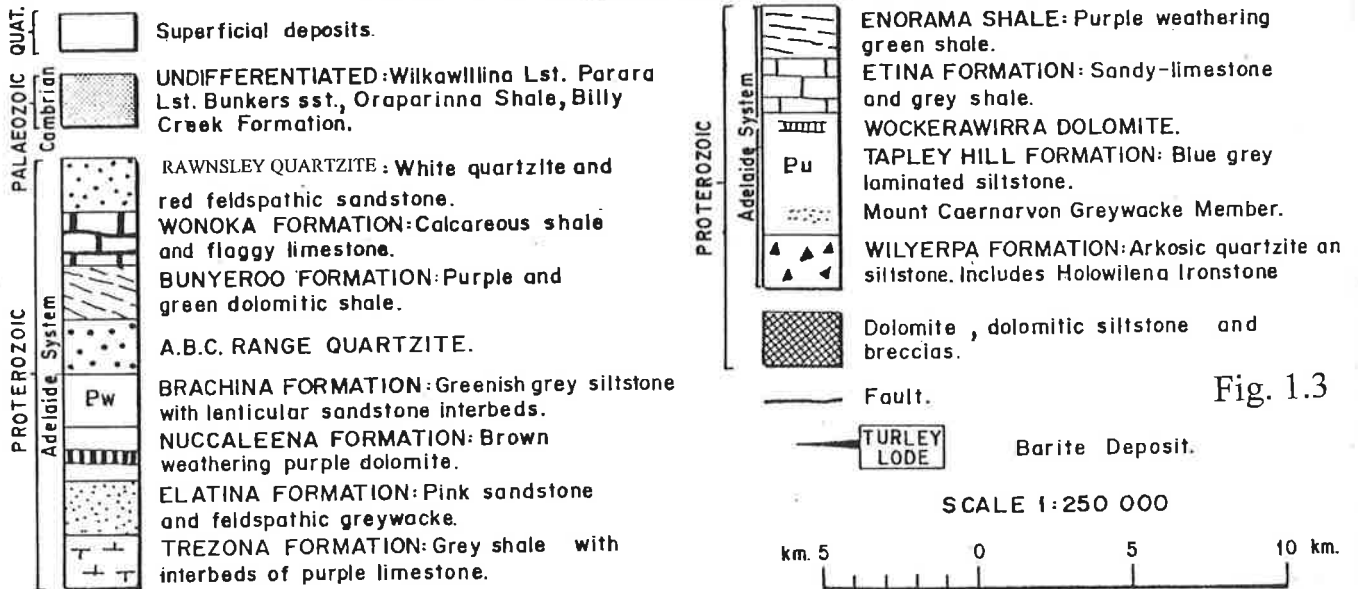 QUAT.
Superficial deposits.
PALAEOZOIC
Cambrian
UNDIFFERENTIATED: Wilkawlllina Lst. Parara
Lst. Bunkers sst., Oraparinna Shale, Billy
Creek Formation.
PROTEROZOIC
Adelaide System
RAWNSLEY QUARTZITE: White quartzite and
red feldspathic sandstone.
WONOKA FORMATION: Calcareous shale
and flaggy limestone.
BUNYEROO FORMATION: Purple and
green dolomitic shale.
A.B.C. RANGE QUARTZITE.
Pw
BRACHINA FORMATION: Greenish grey siltstone
with lenticular sandstone interbeds.
NUCCALEENA FORMATION: Brown
weathering purple dolomite.
ELATINA FORMATION: Pink sandstone
and feldspathic greywacke.
TREZONA FORMATION: Grey shale with
interbeds of purple limestone.
PROTEROZOIC
Adelaide System
ENORAMA SHALE: Purple weathering
green shale.
ETINA FORMATION: Sandy-limestone
and grey shale.
WOCKERAWIRRA DOLOMITE.
Pu
TAPLEY HILL FORMATION: Blue grey
laminated siltstone.
Mount Caernarvon Greywacke Member.
WILYERPA FORMATION: Arkosic quartzite an
siltstone. Includes Holowilena Ironstone
Dolomite , dolomitic siltstone and
breccias.
Fault.
Fig. 1.3
TURLEY
LODE
Barite Deposit.
SCALE 1:250 000
km. 5 0 5 10 km.